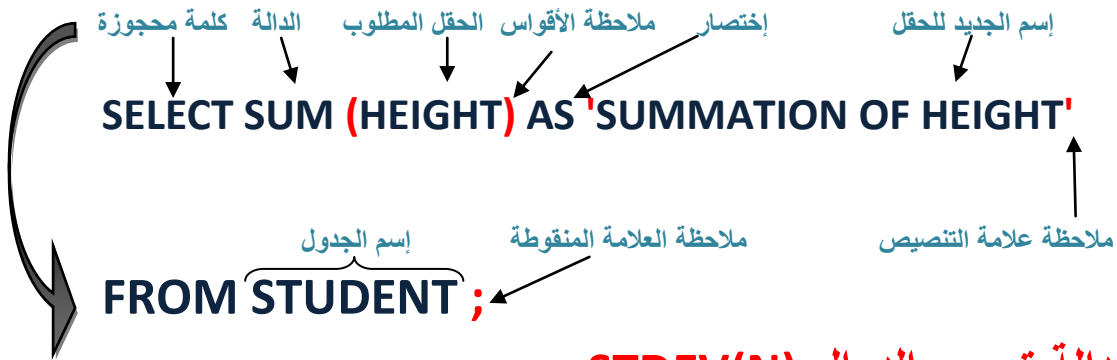 كلمة محجوزة الدالة الحقل المطلوب ملاحظة الأقواس إختصار إسم الجديد للحقل
SELECT SUM (HEIGHT) AS 'SUMMATION OF HEIGHT'
إسم الجدول ملاحظة العلامة المنقوطة ملاحظة علامة التنصيص
FROM STUDENT ;